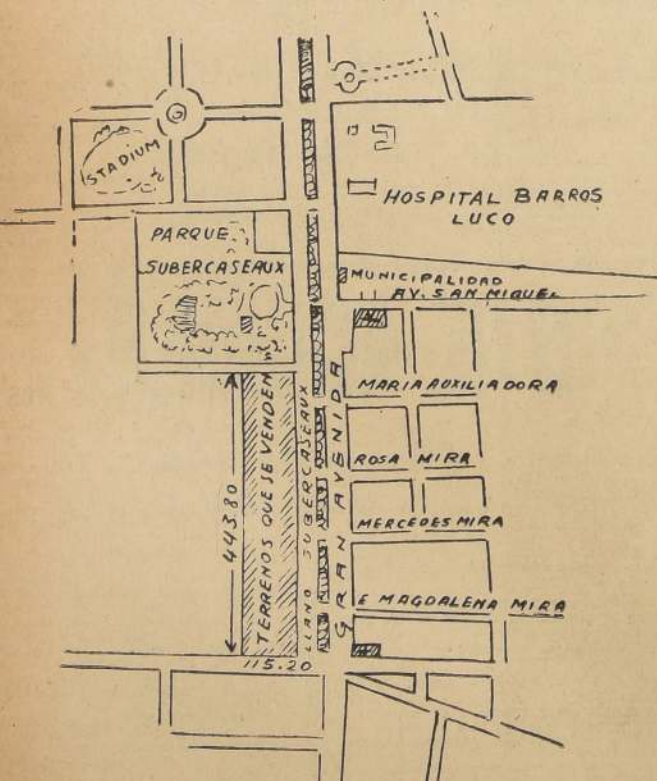 STADIUM
HOSPITAL BARROS
LUCO
PARQUE
SUBERCASEAUX
MUNICIPALIDAD
AV. SAN MIGUEL
MARIA AUXILIADORA
ROSA MIRA
MERCEDES MIRA
E MAGDALENA MIRA
GRAN AVENIDA
LLANO SUBERCASEAUX
TERRENOS QUE SE VENDEN
443.80
115.20